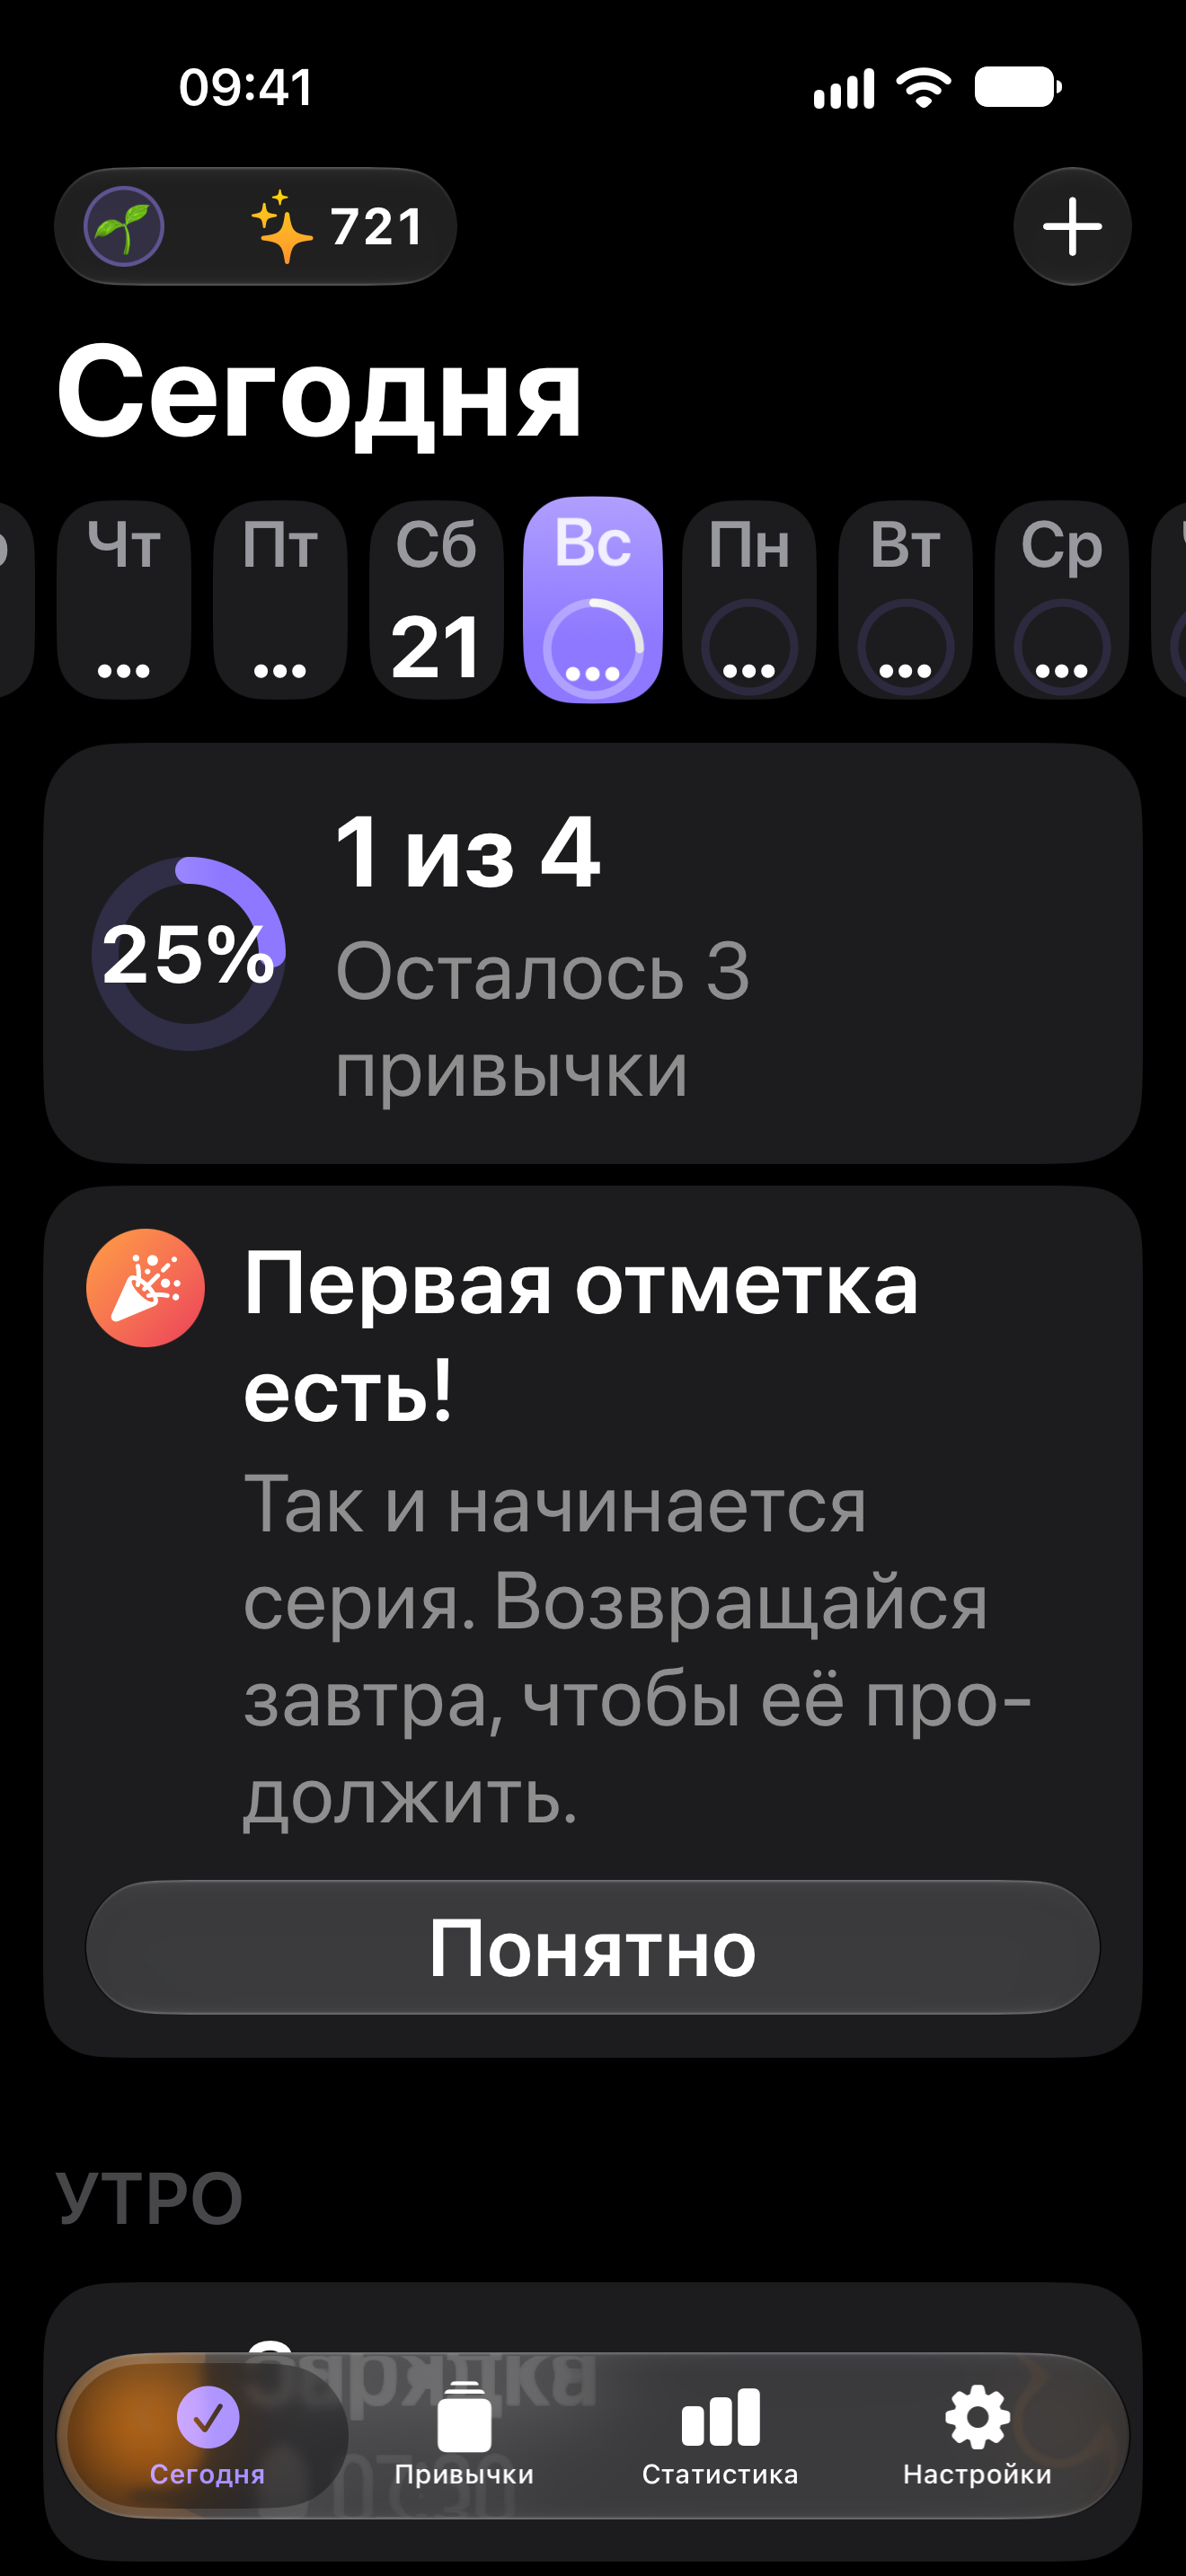 09:41
721
Сегодня
Чт Пт Сб Вс Пн Вт Ср
... ... 21 ... ... ... ...
25%
1 из 4
Осталось 3
привычки
Первая отметка
есть!
Так и начинается
серия. Возвращайся
завтра, чтобы её про-
должить.
Понятно
УТРО
Зарядка
07:30
Сегодня Привычки Статистика Настройки